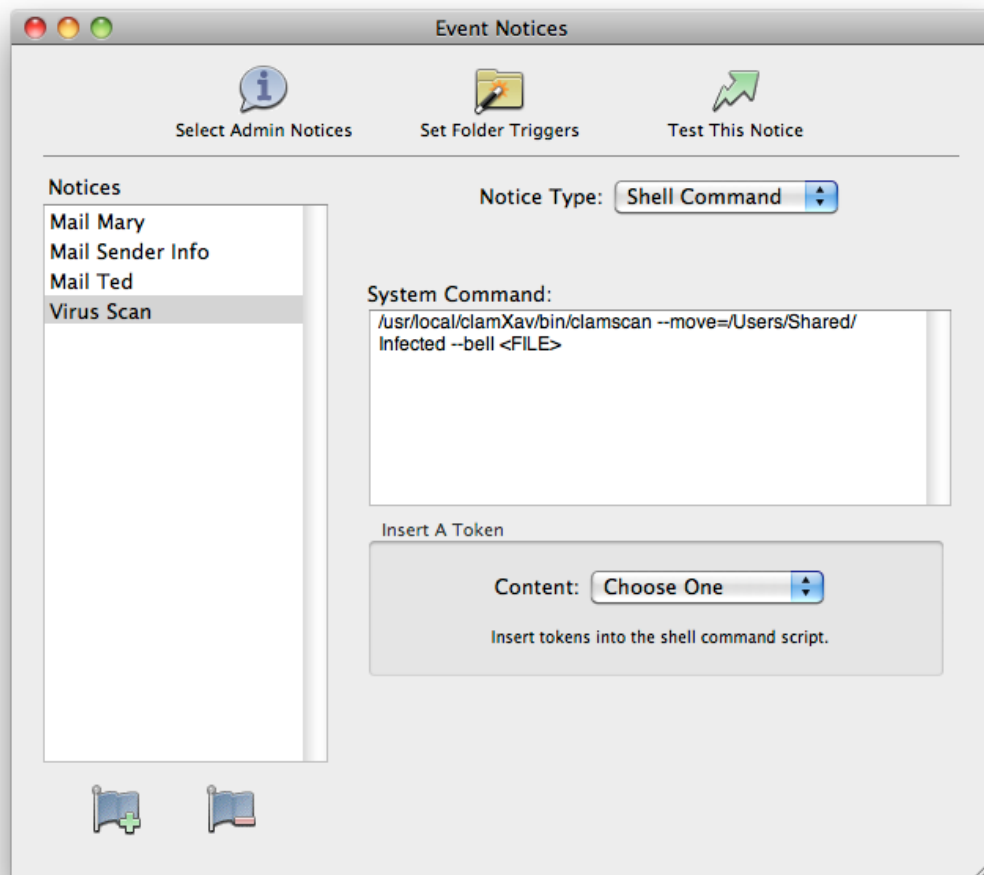 Event Notices
Select Admin Notices
Set Folder Triggers
Test This Notice
Notices
Mail Mary
Mail Sender Info
Mail Ted
Virus Scan
Notice Type: Shell Command
System Command:
/usr/local/clamXav/bin/clamscan --move=/Users/Shared/
Infected --bell <FILE>
Insert A Token
Content: Choose One
Insert tokens into the shell command script.